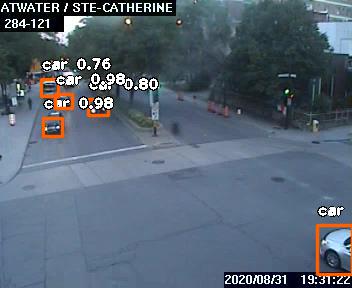 ATWATER / STE-CATHERINE
284-121
car 0.76
car 0.98
car 0.80
car 0.98
car
2020/08/31 19:31:22